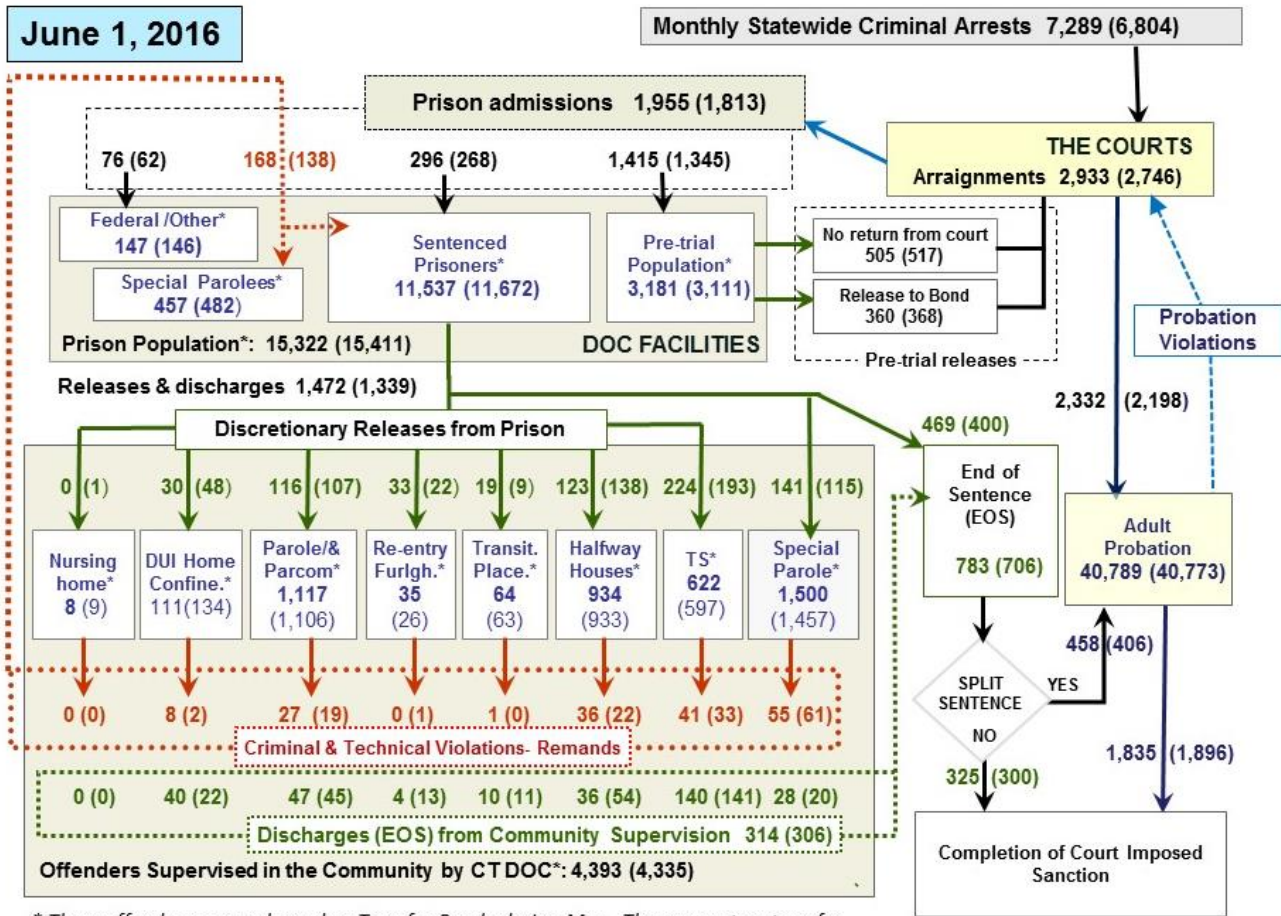 June 1, 2016
Monthly Statewide Criminal Arrests 7,289 (6,804)
Prison admissions 1,955 (1,813)
THE COURTS
Arraignments 2,933 (2,746)
76 (62)
168 (138)
296 (268)
1,415 (1,345)
Federal /Other*
147 (146)
Special Parolees*
457 (482)
Sentenced
Prisoners*
11,537 (11,672)
Pre-trial
Population*
3,181 (3,111)
No return from court
505 (517)
Release to Bond
360 (368)
Pre-trial releases
Prison Population*: 15,322 (15,411)
DOC FACILITIES
Probation
Violations
Releases & discharges 1,472 (1,339)
2,332 (2,198)
Discretionary Releases from Prison
469 (400)
0 (1)
30 (48)
116 (107)
33 (22)
19 (9)
123 (138)
224 (193)
141 (115)
End of
Sentence
(EOS)
783 (706)
Adult
Probation
40,789 (40,773)
Nursing
home*
8 (9)
DUI Home
Confine.*
111(134)
Parole/&
Parcom*
1,117
(1,106)
Re-entry
Furlgh.*
35
(26)
Transit.
Place.*
64
(63)
Halfway
Houses*
934
(933)
TS*
622
(597)
Special
Parole*
1,500
(1,457)
458 (406)
SPLIT
SENTENCE
YES
NO
0 (0)
8 (2)
27 (19)
0 (1)
1 (0)
36 (22)
41 (33)
55 (61)
Criminal & Technical Violations- Remands
325 (300)
1,835 (1,896)
0 (0)
40 (22)
47 (45)
4 (13)
10 (11)
36 (54)
140 (141)
28 (20)
Discharges (EOS) from Community Supervision 314 (306)
Offenders Supervised in the Community by CT DOC*: 4,393 (4,335)
Completion of Court Imposed
Sanction